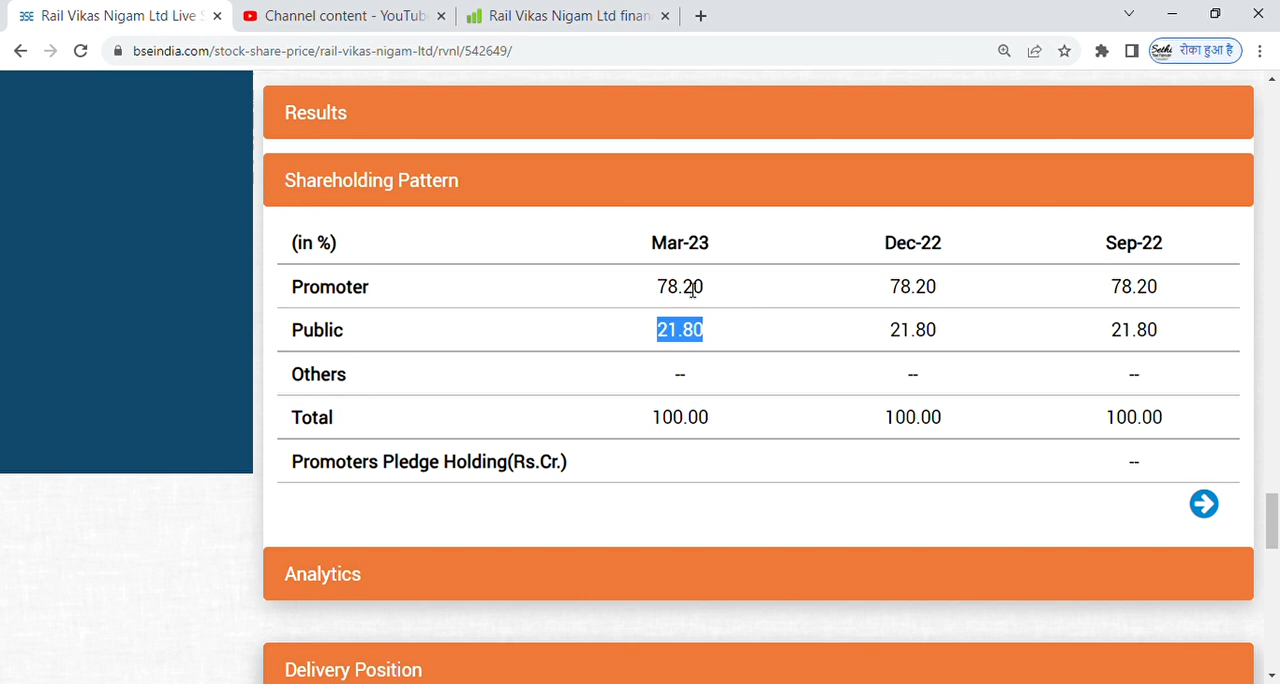 Rail Vikas Nigam Ltd Live S
Channel content - YouTub
Rail Vikas Nigam Ltd finan
bseindia.com/stock-share-price/rail-vikas-nigam-ltd/rvnl/542649/
Sethi रोका हुआ है
Results
Shareholding Pattern
(in %) Mar-23 Dec-22 Sep-22
Promoter 78.20 78.20 78.20
Public 21.80 21.80 21.80
Others -- -- --
Total 100.00 100.00 100.00
Promoters Pledge Holding(Rs.Cr.) --
Analytics
Delivery Position